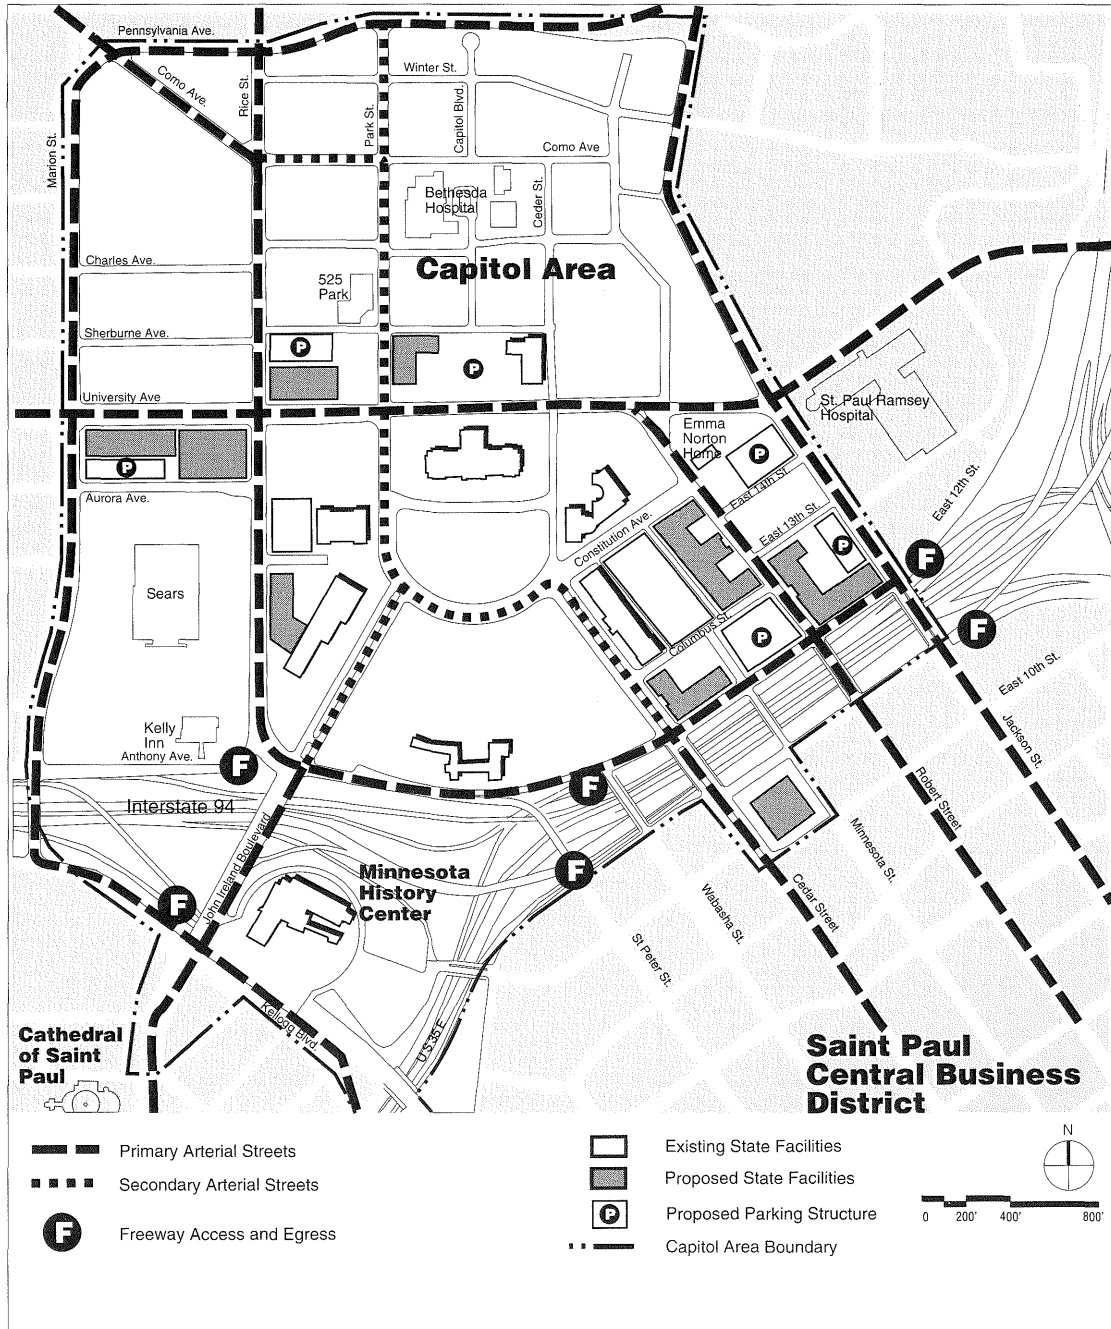 Pennsylvania Ave.
Como Ave.
Rice St.
Winter St.
Park St.
Capitol Blvd.
Marion St.
Como Ave
Bethesda
Hospital
Ceder St.
Charles Ave.
Capitol Area
525
Park
Sherburne Ave.
P
P
University Ave
St. Paul Ramsey
Hospital
Emma
Norton
Home
P
P
Aurora Ave.
East 14th St.
East 12th St.
East 13th St.
Constitution Ave.
P
F
Sears
Columbus St.
P
F
East 10th St.
Kelly
Inn
Anthony Ave.
F
Jackson St.
F
Interstate 94
Robert Street
John Ireland Boulevard
Minnesota St.
Minnesota
History
Center
F
F
Cedar Street
Wabasha St.
St Peter St.
Kellogg Blvd.
U.S.35 E
Cathedral
of Saint
Paul
Saint Paul
Central Business
District
Primary Arterial Streets
Secondary Arterial Streets
F Freeway Access and Egress
Existing State Facilities
Proposed State Facilities
P Proposed Parking Structure
Capitol Area Boundary
N
0 200' 400' 800'